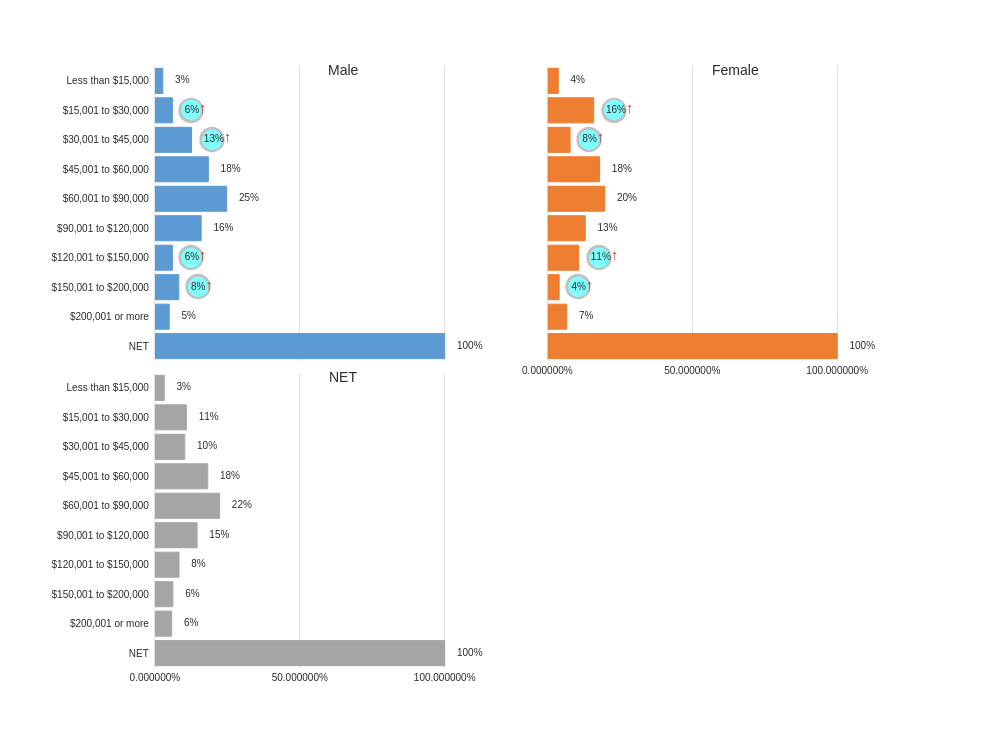 Male
Less than $15,000 3%
$15,001 to $30,000 6%↑
$30,001 to $45,000 13%↑
$45,001 to $60,000 18%
$60,001 to $90,000 25%
$90,001 to $120,000 16%
$120,001 to $150,000 6%↑
$150,001 to $200,000 8%↑
$200,001 or more 5%
NET 100%
Female
4%
16%↑
8%↑
18%
20%
13%
11%↑
4%↑
7%
100%
0.000000% 50.000000% 100.000000%
NET
Less than $15,000 3%
$15,001 to $30,000 11%
$30,001 to $45,000 10%
$45,001 to $60,000 18%
$60,001 to $90,000 22%
$90,001 to $120,000 15%
$120,001 to $150,000 8%
$150,001 to $200,000 6%
$200,001 or more 6%
NET 100%
0.000000% 50.000000% 100.000000%